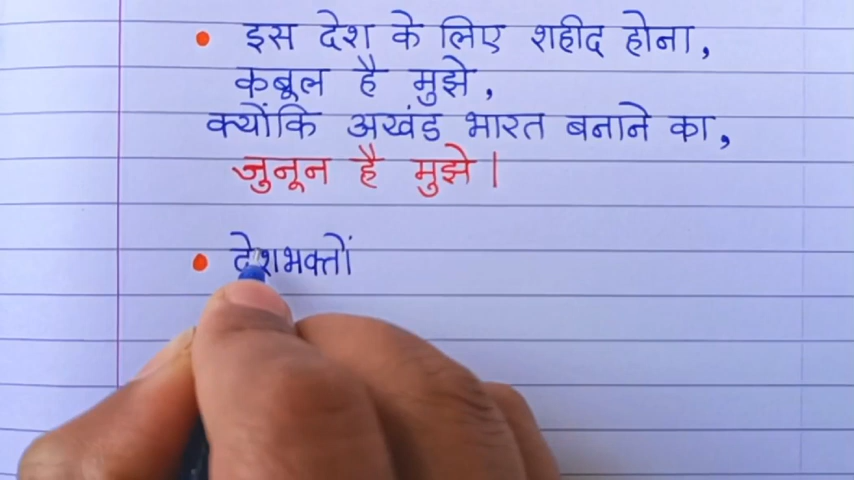 • इस देश के लिए शहीद होना,
कबूल है मुझे,
क्योंकि अखंड भारत बनाने का,
जुनून है मुझे।
• देशभक्तों